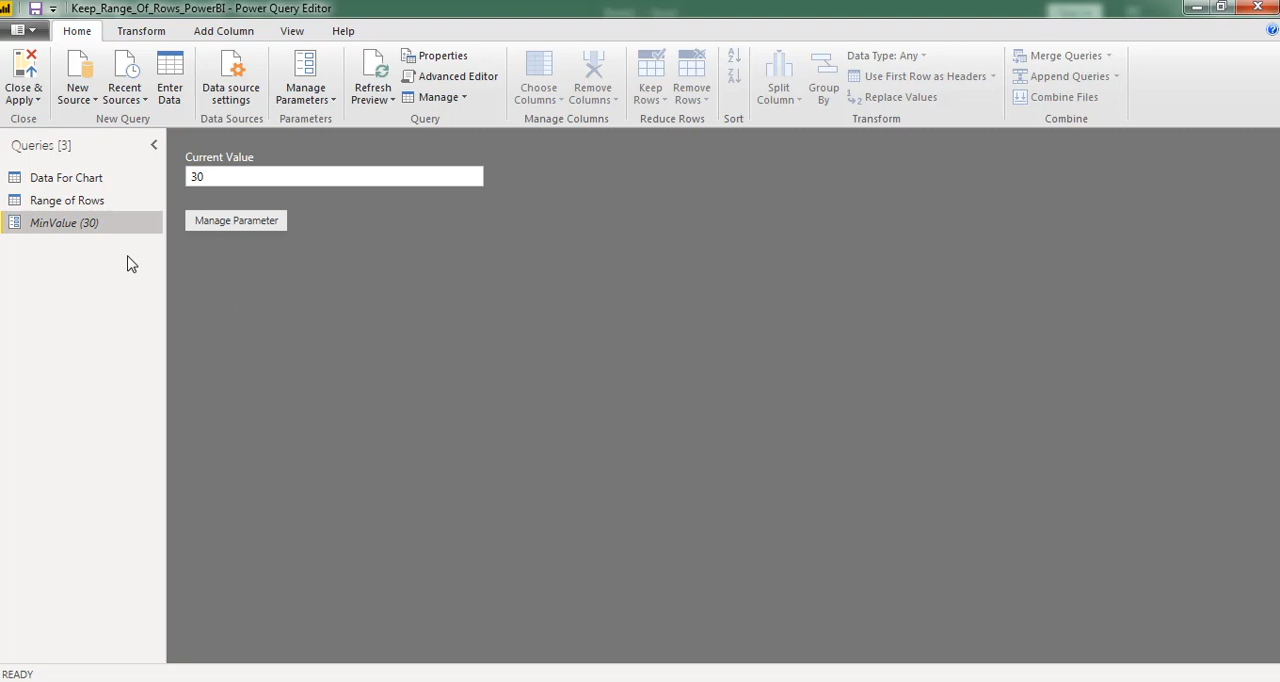 Keep_Range_Of_Rows_PowerBI - Power Query Editor
Home Transform Add Column View Help
Close & Apply
New Source
Recent Sources
Enter Data
Data source settings
Manage Parameters
Refresh Preview
Properties
Advanced Editor
Manage
Choose Columns
Remove Columns
Keep Rows
Remove Rows
Split Column
Group By
Data Type: Any
Use First Row as Headers
Replace Values
Merge Queries
Append Queries
Combine Files
Close New Query Data Sources Parameters Query Manage Columns Reduce Rows Sort Transform Combine
Queries [3]
Data For Chart
Range of Rows
MinValue (30)
Current Value
30
Manage Parameter
READY